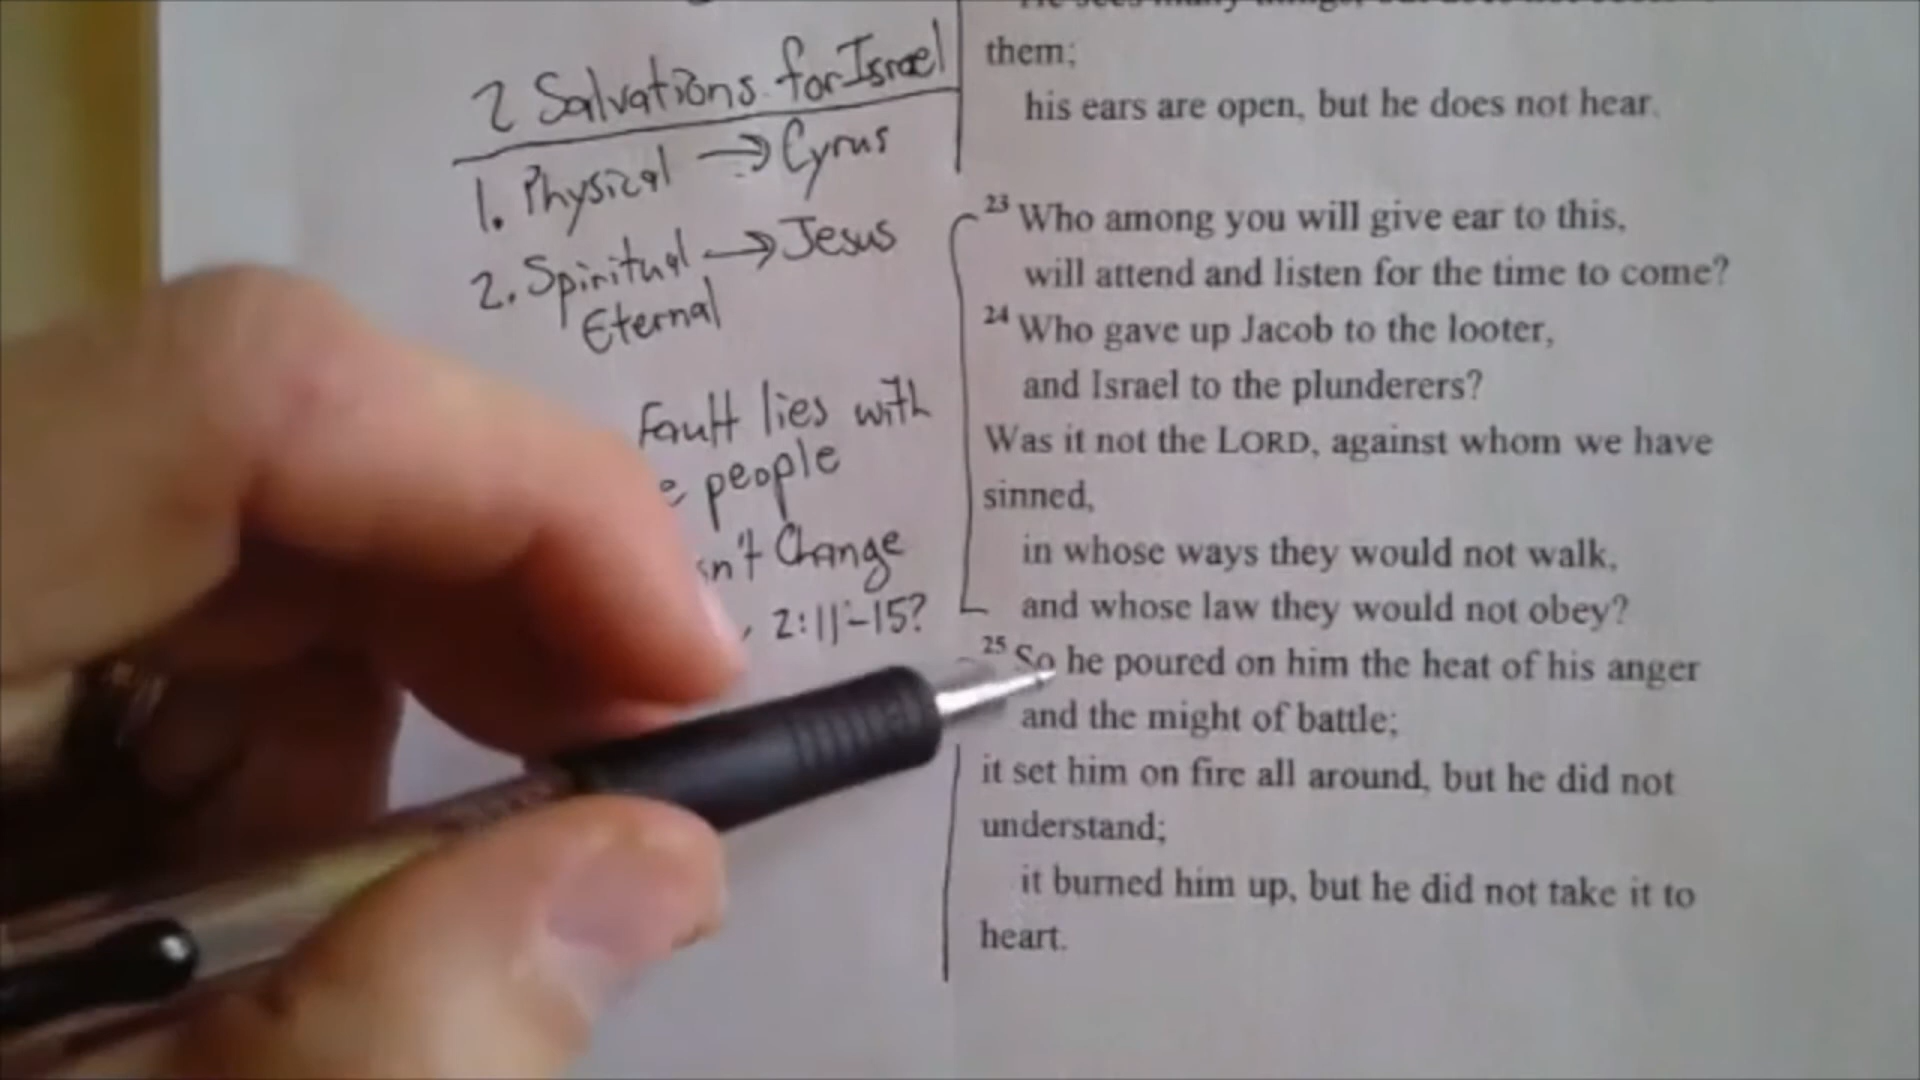 2 Salvations for Israel
1. Physical → Cyrus
2. Spiritual → Jesus
Eternal
Fault lies with
people
Change
2:11-15?
them;
his ears are open, but he does not hear.
23 Who among you will give ear to this,
will attend and listen for the time to come?
24 Who gave up Jacob to the looter,
and Israel to the plunderers?
Was it not the LORD, against whom we have
sinned,
in whose ways they would not walk,
and whose law they would not obey?
25 So he poured on him the heat of his anger
and the might of battle;
it set him on fire all around, but he did not
understand;
it burned him up, but he did not take it to
heart.